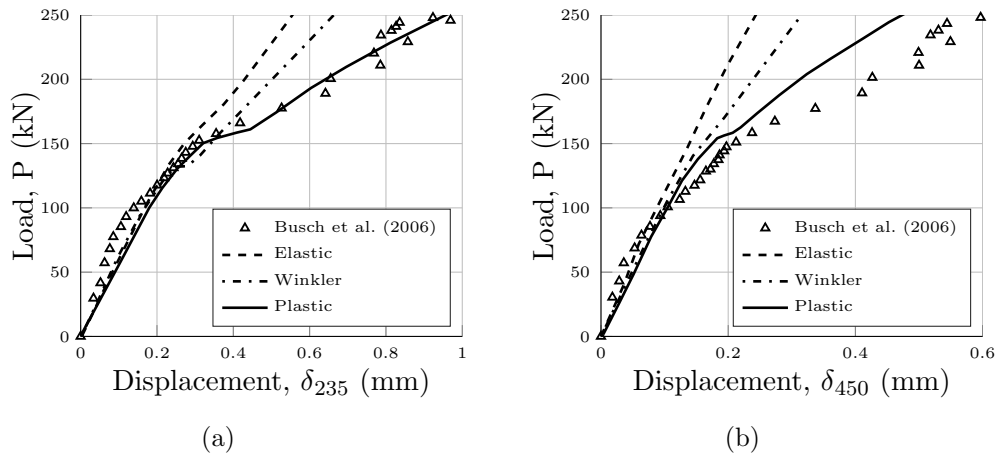 250
200
150
100
50
0
0 0.2 0.4 0.6 0.8 1
Load, P (kN)
Displacement, δ235 (mm)
Busch et al. (2006)
Elastic
Winkler
Plastic
(a)
250
200
150
100
50
0
0 0.2 0.4 0.6
Load, P (kN)
Displacement, δ450 (mm)
Busch et al. (2006)
Elastic
Winkler
Plastic
(b)